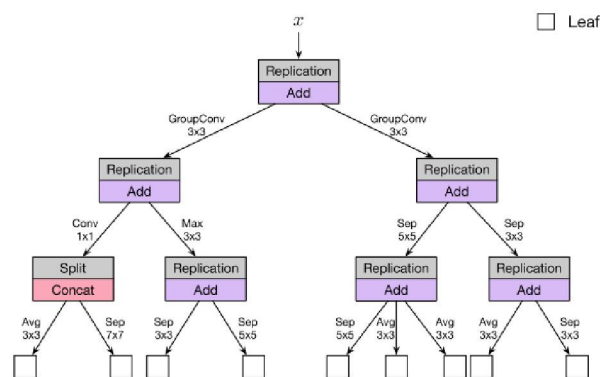 x
Leaf
Replication
Add
GroupConv
3x3
GroupConv
3x3
Replication
Add
Replication
Add
Conv
1x1
Max
3x3
Sep
5x5
Sep
3x3
Split
Concat
Replication
Add
Replication
Add
Replication
Add
Avg
3x3
Sep
7x7
Sep
3x3
Sep
5x5
Sep
5x5
Avg
3x3
Avg
3x3
Avg
3x3
Sep
3x3